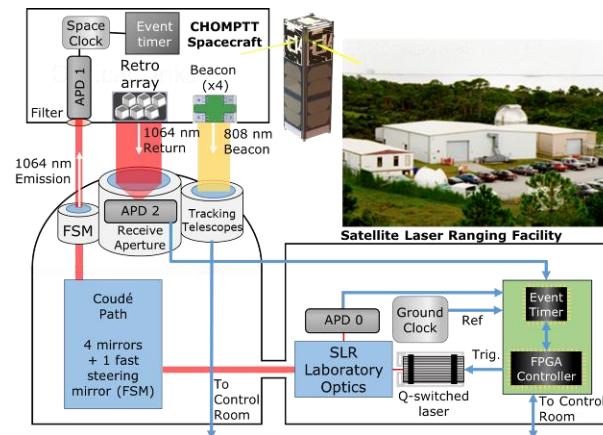 Space
Clock
Event
timer
CHOMPTT
Spacecraft
APD 1
Retro
array
Beacon
(x4)
Filter
1064 nm
Return
808 nm
Beacon
1064 nm
Emission
FSM
APD 2
Receive
Aperture
Tracking
Telescopes
Satellite Laser Ranging Facility
Coudé
Path
4 mirrors
+ 1 fast
steering
mirror (FSM)
APD 0
Ground
Clock
Ref
Event
Timer
SLR
Laboratory
Optics
Trig.
FPGA
Controller
Q-switched
laser
To
Control
Room
To Control
Room